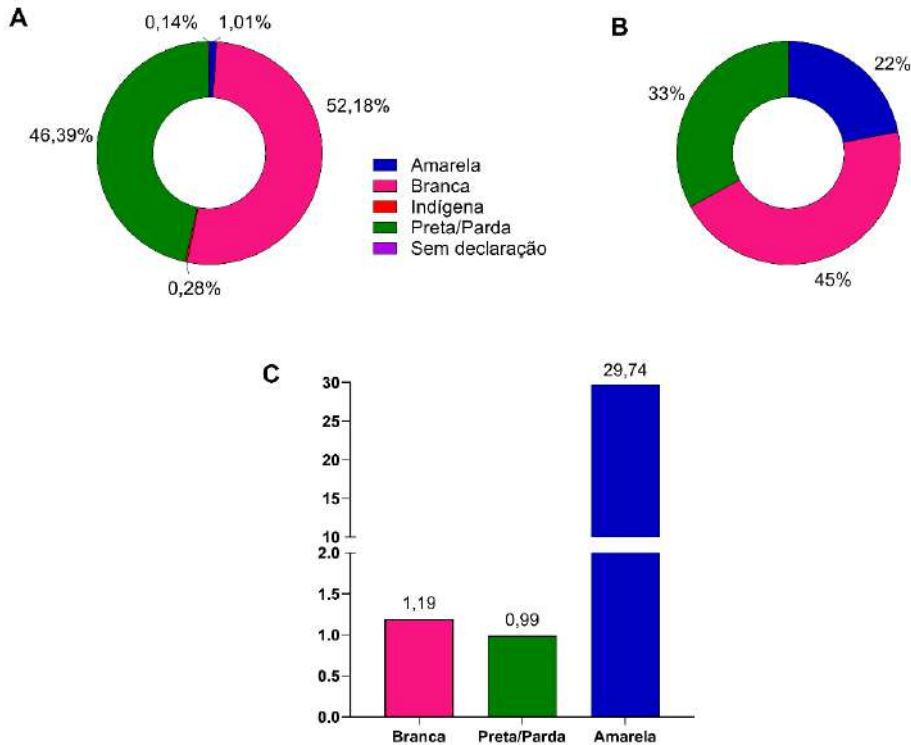 A
0,14%
1,01%
52,18%
46,39%
0,28%
Amarela
Branca
Indígena
Preta/Parda
Sem declaração
B
22%
33%
45%
C
29,74
30
25
20
15
10
2.0
1.5
1.0
0.5
0.0
1,19
0,99
Branca
Preta/Parda
Amarela